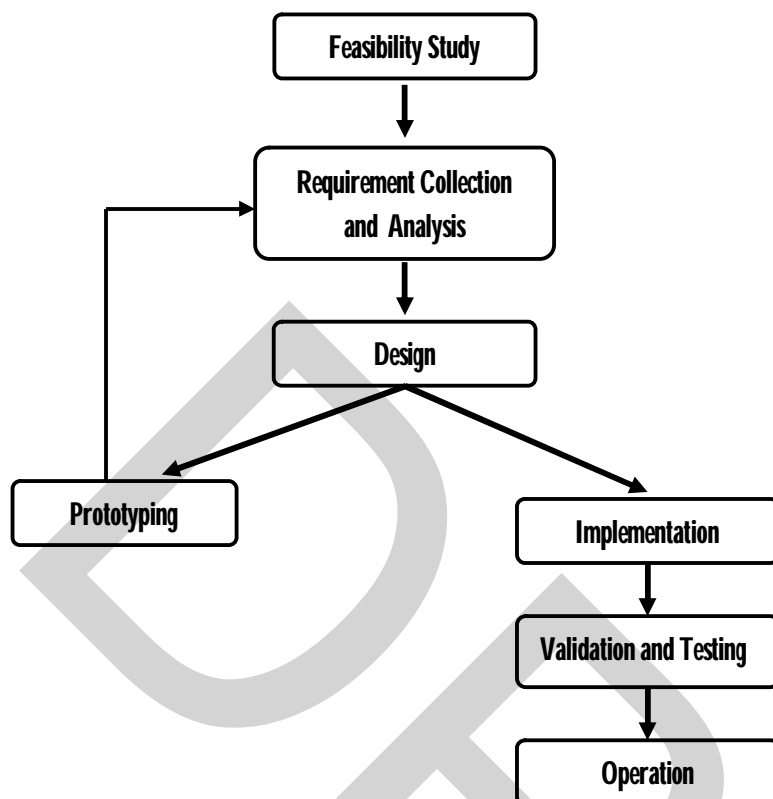 Feasibility Study
Requirement Collection
and Analysis
Design
Prototyping
Implementation
Validation and Testing
Operation